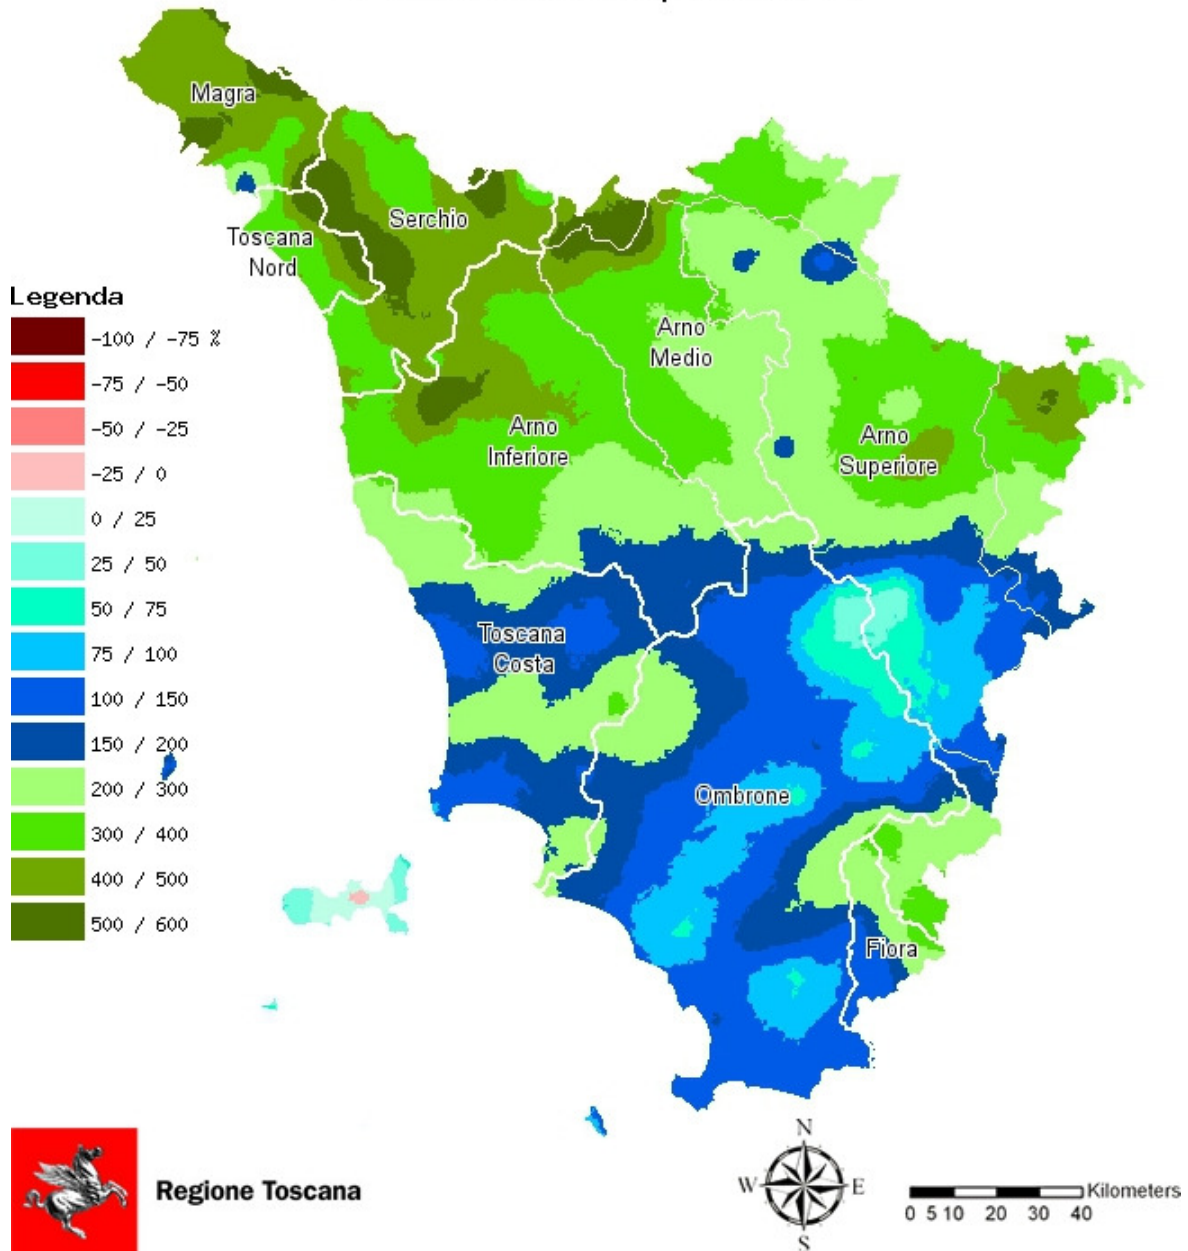 Magra
Serchio
Toscana
Nord
Legenda
-100 / -75 %
-75 / -50
-50 / -25
-25 / 0
0 / 25
25 / 50
50 / 75
75 / 100
100 / 150
150 / 200
200 / 300
300 / 400
400 / 500
500 / 600
Arno
Medio
Arno
Inferiore
Arno
Superiore
Toscana
Costa
Ombrone
Fiora
Regione Toscana
N
W
E
S
Kilometers
0 5 10 20 30 40